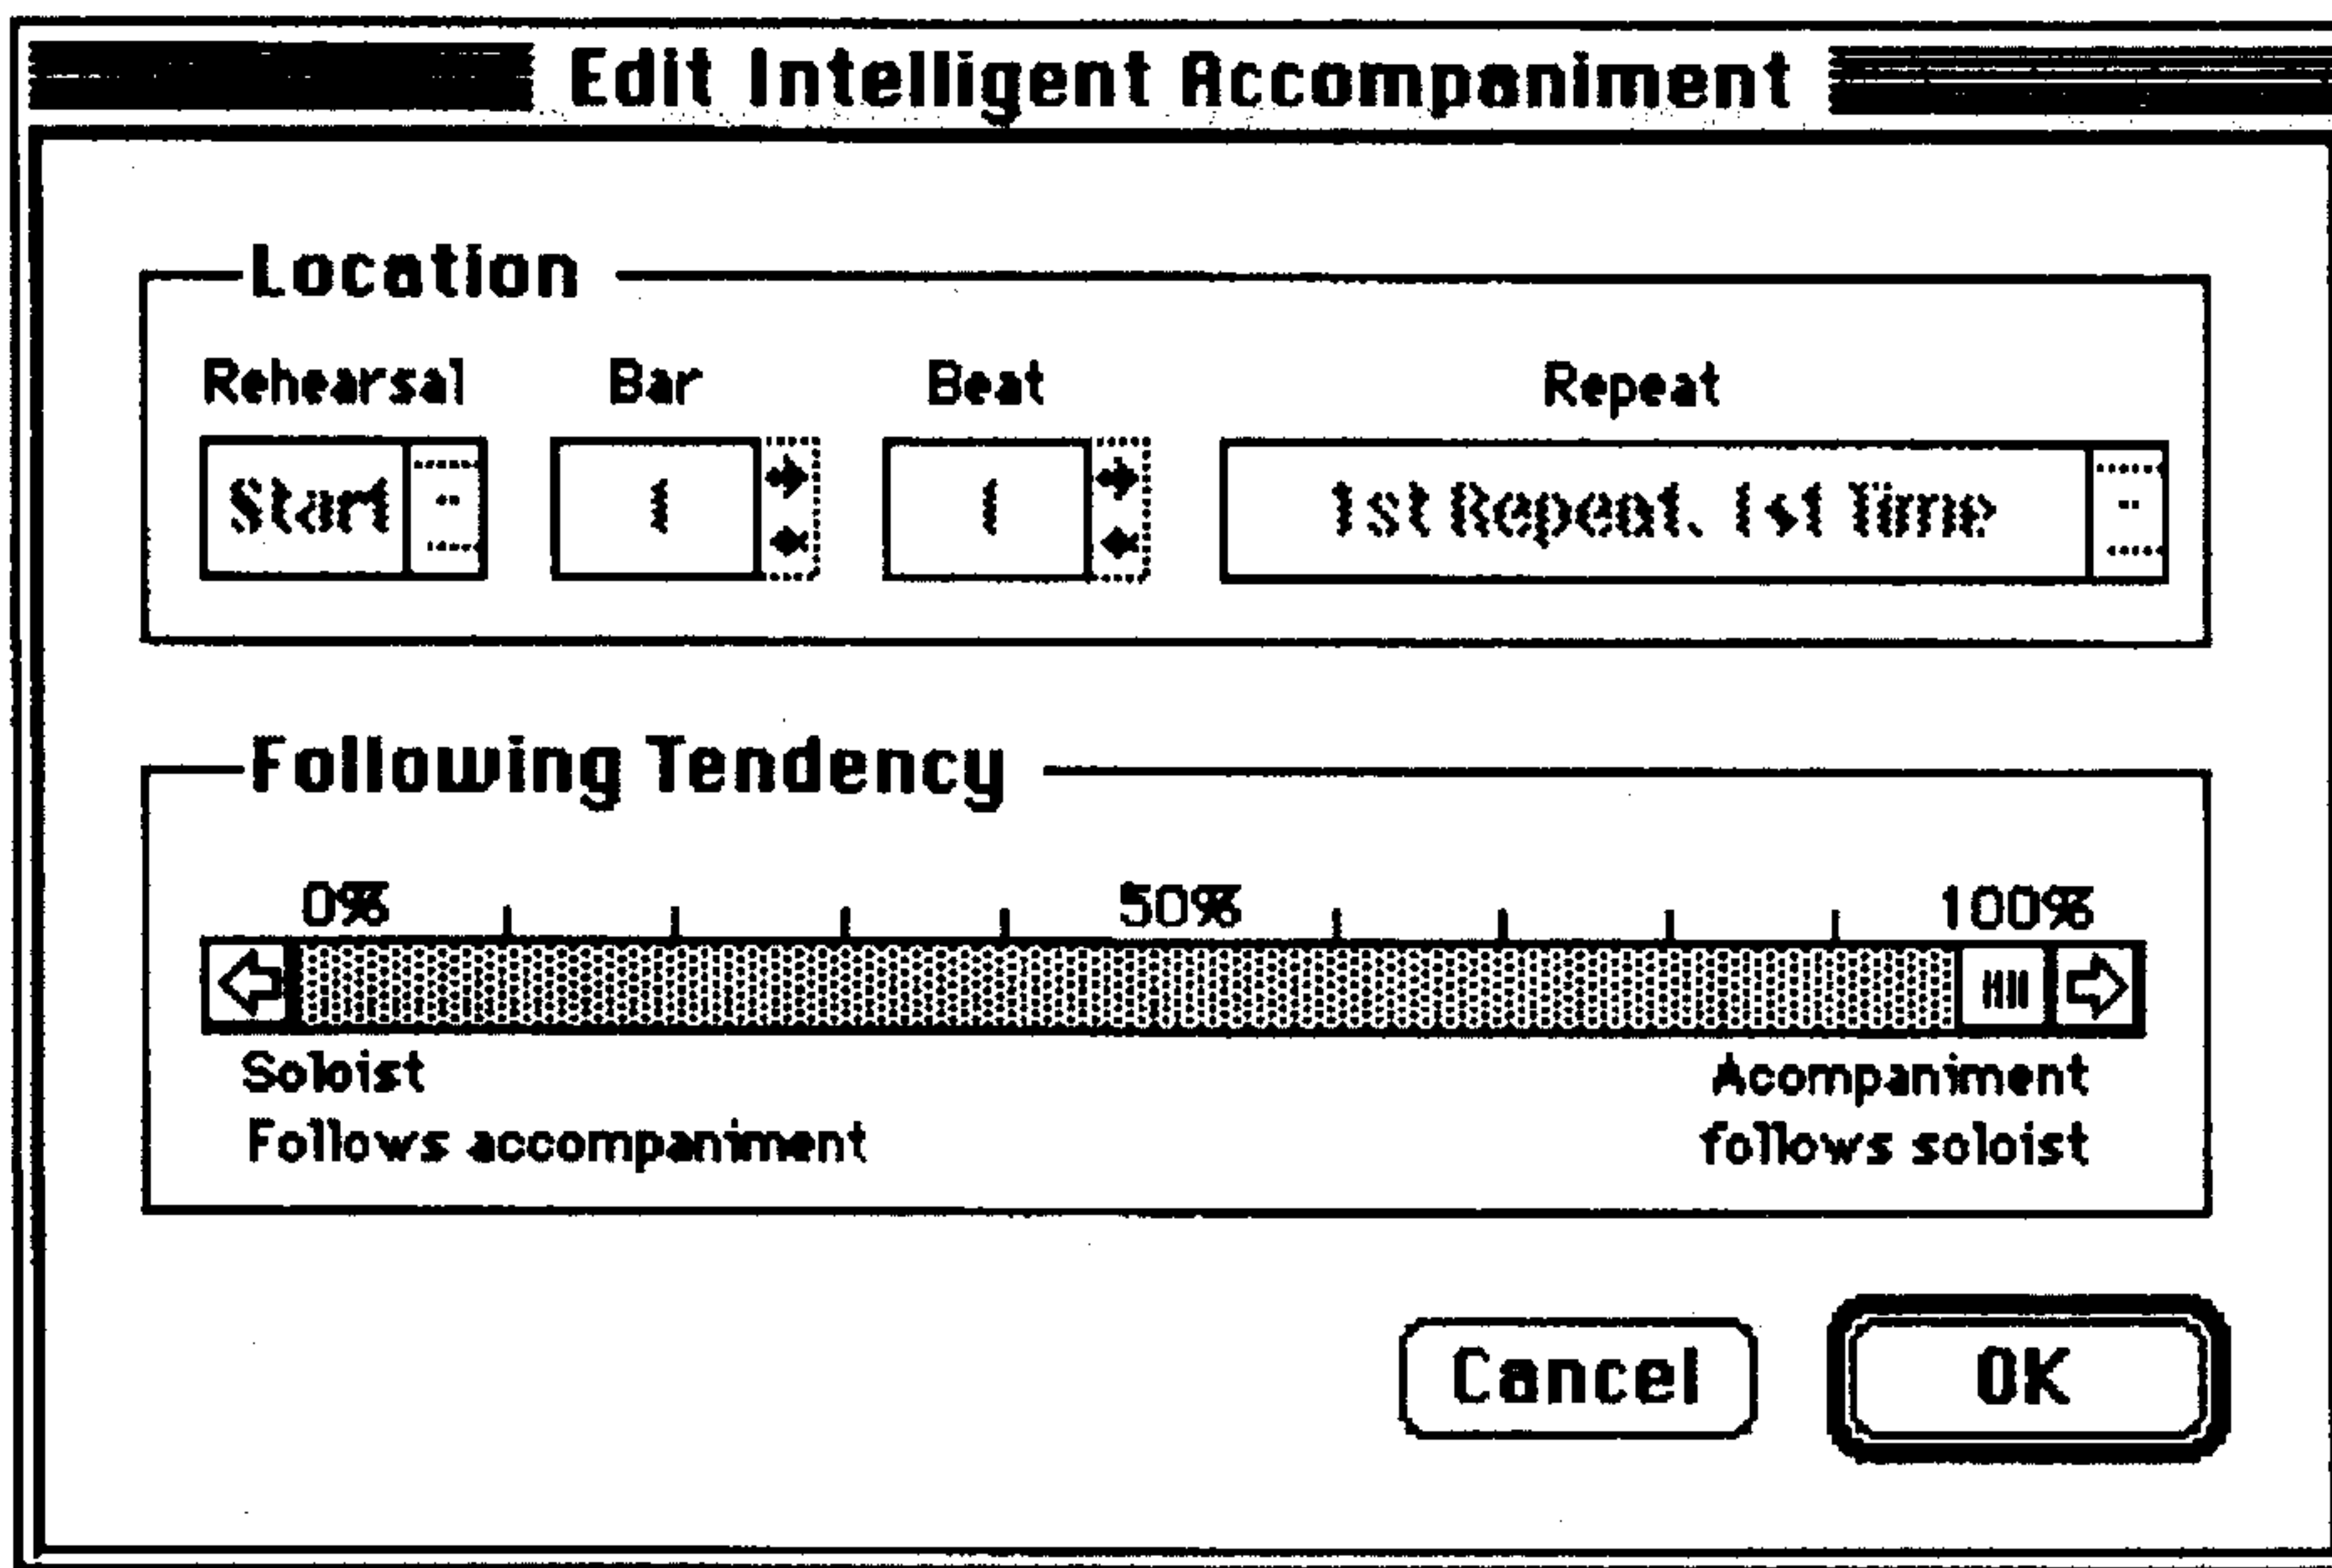 Edit Intelligent Accompaniment
Location
Rehearsal Bar Beat Repeat
Start 1 1 1st Repeat, 1st Time
Following Tendency
0% 50% 100%
Soloist
Follows accompaniment
Acompaniment
follows soloist
Cancel OK